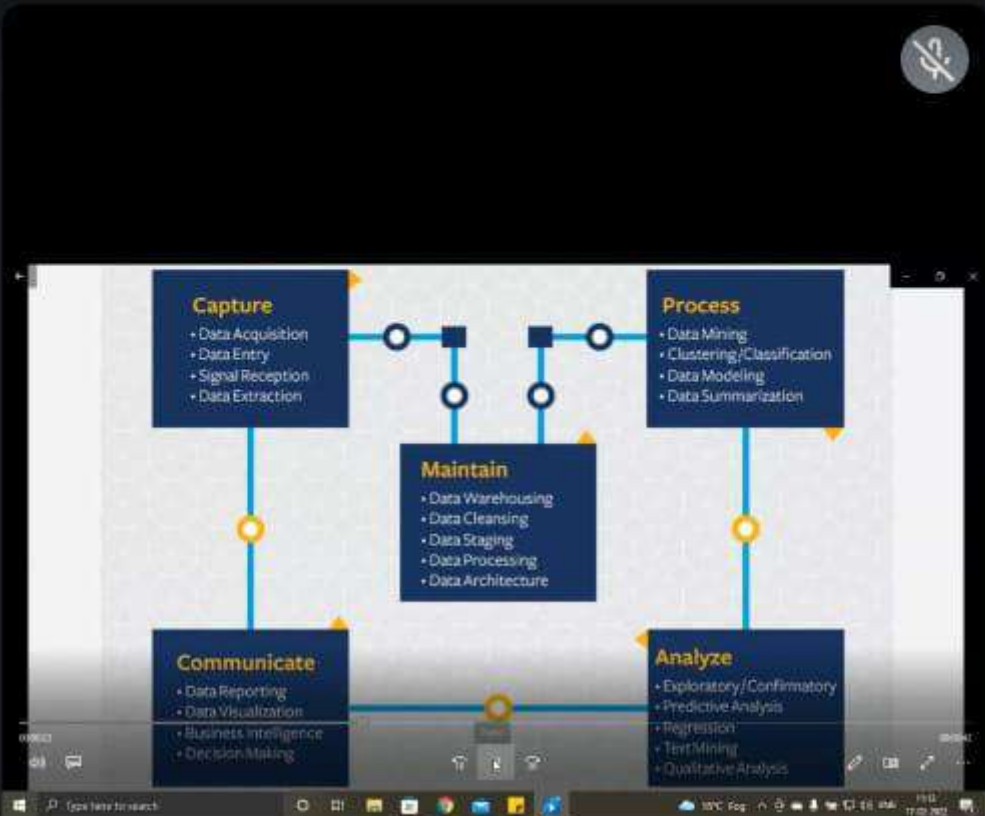 Capture
• Data Acquisition
• Data Entry
• Signal Reception
• Data Extraction
Process
• Data Mining
• Clustering/Classification
• Data Modeling
• Data Summarization
Maintain
• Data Warehousing
• Data Cleansing
• Data Staging
• Data Processing
• Data Architecture
Communicate
• Data Reporting
• Data Visualization
• Business Intelligence
• Decision Making
Analyze
• Exploratory/Confirmatory
• Predictive Analysis
• Regression
• Text Mining
• Qualitative Analysis
Type here to search
Fog